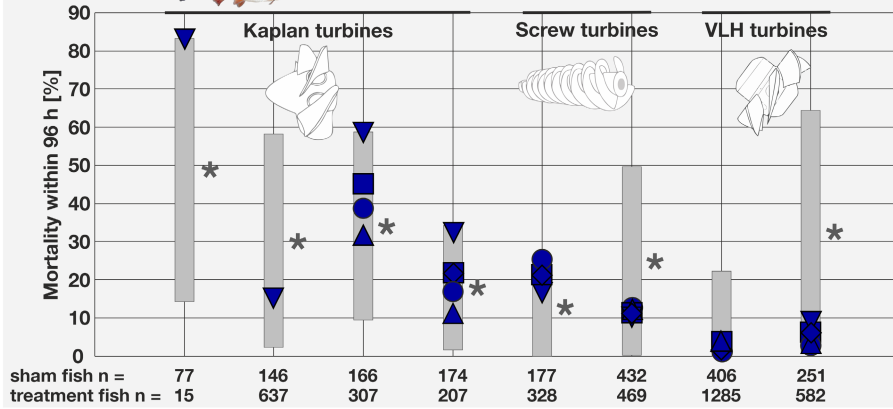 90
Kaplan turbines
Screw turbines
VLH turbines
80
70
60
50
40
30
20
10
0
Mortality within 96 h [%]
*
*
*
*
*
*
*
sham fish n = 77 146 166 174 177 432 406 251
treatment fish n = 15 637 307 207 328 469 1285 582